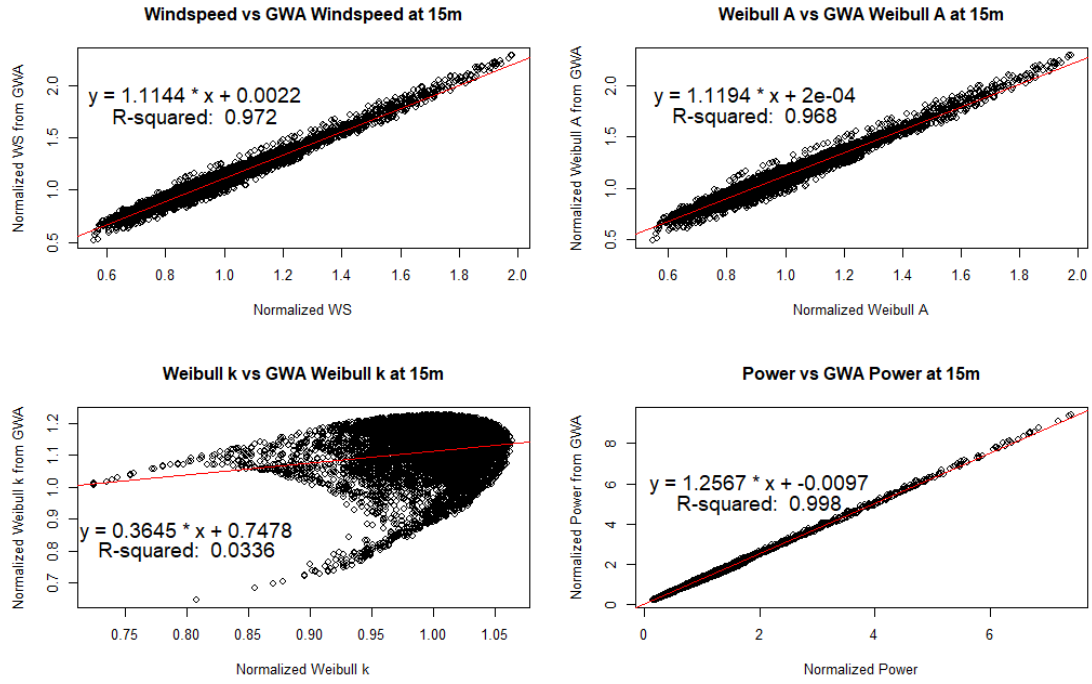 Windspeed vs GWA Windspeed at 15m
Normalized WS from GWA
2.0
1.5
1.0
0.5
y = 1.1144 * x + 0.0022
R-squared: 0.972
0.6 0.8 1.0 1.2 1.4 1.6 1.8 2.0
Normalized WS
Weibull A vs GWA Weibull A at 15m
Normalized Weibull A from GWA
2.0
1.5
1.0
0.5
y = 1.1194 * x + 2e-04
R-squared: 0.968
0.6 0.8 1.0 1.2 1.4 1.6 1.8 2.0
Normalized Weibull A
Weibull k vs GWA Weibull k at 15m
Normalized Weibull k from GWA
1.2
1.1
1.0
0.9
0.8
0.7
y = 0.3645 * x + 0.7478
R-squared: 0.0336
0.75 0.80 0.85 0.90 0.95 1.00 1.05
Normalized Weibull k
Power vs GWA Power at 15m
Normalized Power from GWA
8
6
4
2
0
y = 1.2567 * x + -0.0097
R-squared: 0.998
0 2 4 6
Normalized Power